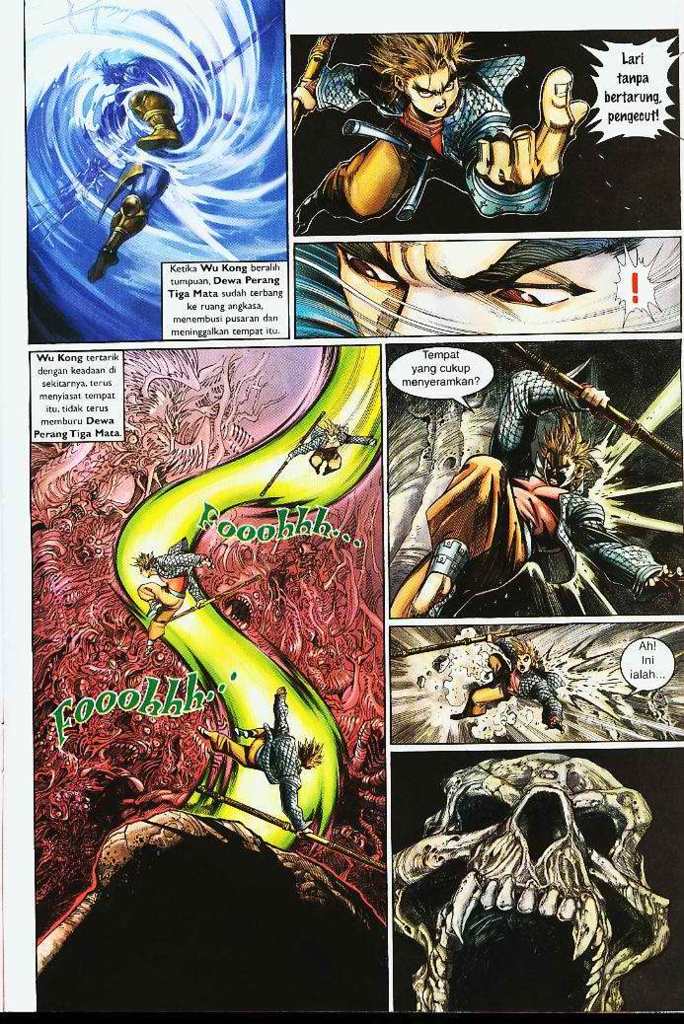 Ketika Wu Kong beralih
tumpuan, Dewa Perang
Tiga Mata sudah terbang
ke ruang angkasa,
menembusi pusaran dan
meninggalkan tempat itu.
Lari
tanpa
bertarung,
pengecut!
!
Wu Kong tertarik
dengan keadaan di
sekitarnya, terus
menyiasat tempat
itu, tidak terus
memburu Dewa
Perang Tiga Mata.
Fooohhh...
Fooohhh...
Tempat
yang cukup
menyeramkan?
Ah!
Ini
ialah...